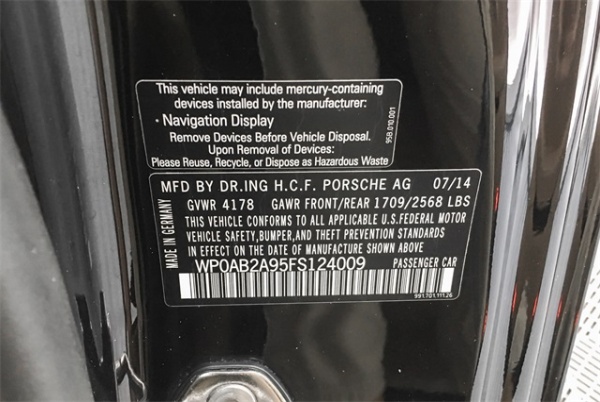 This vehicle may include mercury-containing
devices installed by the manufacturer:
• Navigation Display
Remove Devices Before Vehicle Disposal.
Upon Removal of Devices:
Please Reuse, Recycle, or Dispose as Hazardous Waste
958.010.001
MFD BY DR.ING H.C.F. PORSCHE AG 07/14
GVWR 4178 GAWR FRONT/REAR 1709/2568 LBS
THIS VEHICLE CONFORMS TO ALL APPLICABLE U.S.FEDERAL MOTOR
VEHICLE SAFETY,BUMPER,AND THEFT PREVENTION STANDARDS
IN EFFECT ON THE DATE OF MANUFACTURE SHOWN ABOVE.
WP0AB2A95FS124009 PASSENGER CAR
MADE IN GERMANY
991.701.111.26